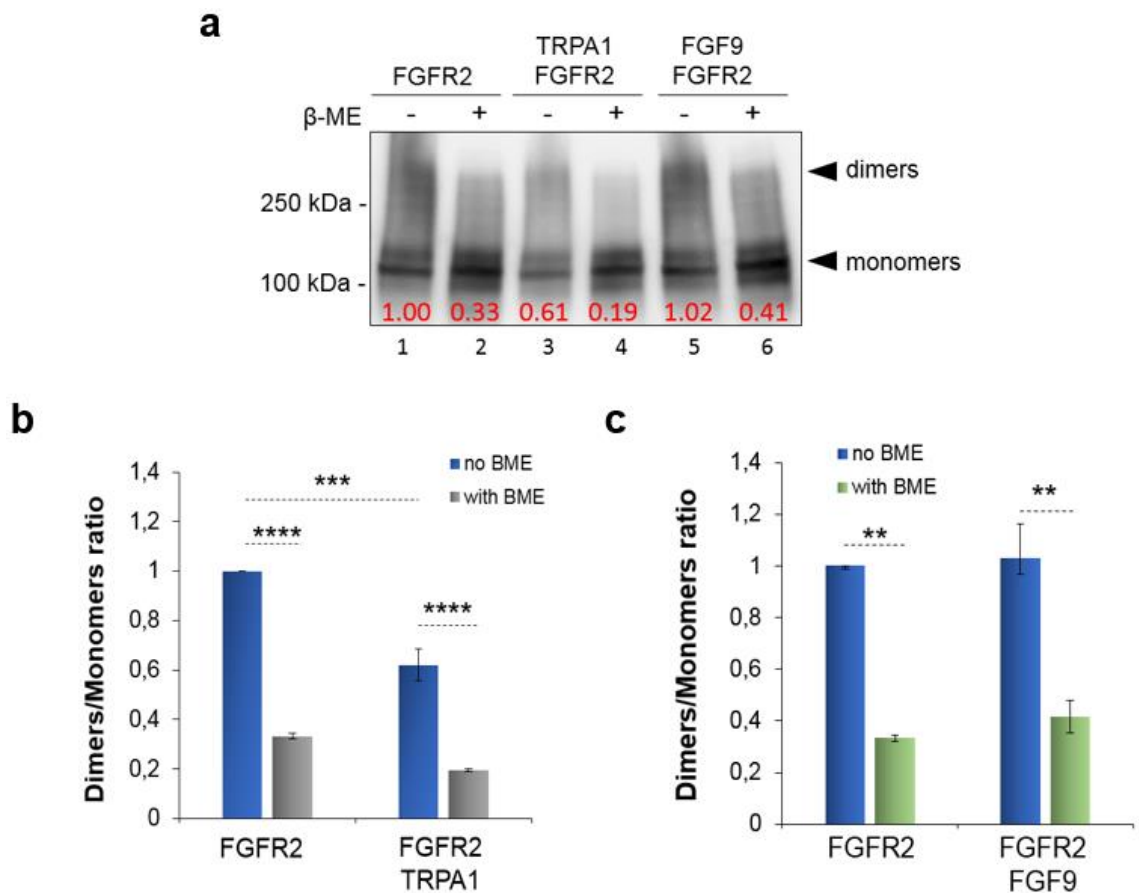 a
TRPA1 FGF9
FGFR2 FGFR2 FGFR2
β-ME - + - + - +
dimers
250 kDa -
monomers
100 kDa -
1.00 0.33 0.61 0.19 1.02 0.41
1 2 3 4 5 6
b
Dimers/Monomers ratio
no BME
with BME
1,4
1,2
1
0,8
0,6
0,4
0,2
0
***
****
****
FGFR2 FGFR2
TRPA1
c
Dimers/Monomers ratio
no BME
with BME
1,4
1,2
1
0,8
0,6
0,4
0,2
0
**
**
FGFR2 FGFR2
FGF9